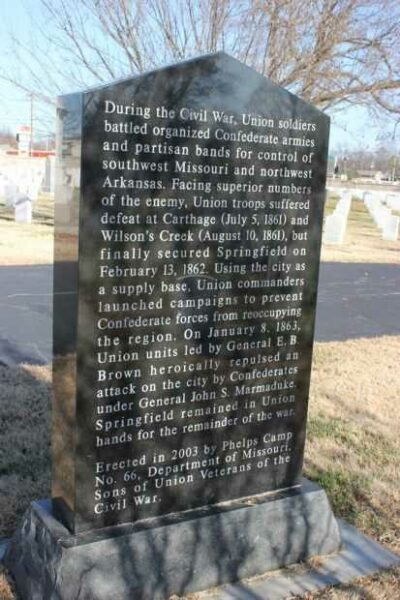 During the Civil War, Union soldiers
battled organized Confederate armies
and partisan bands for control of
southwest Missouri and northwest
Arkansas. Facing superior numbers
of the enemy, Union troops suffered
defeat at Carthage (July 5, 1861) and
Wilson's Creek (August 10, 1861), but
finally secured Springfield on
February 13, 1862. Using the city as
a supply base, Union commanders
launched campaigns to prevent
Confederate forces from reoccupying
the region. On January 8, 1863,
Union units led by General E. B.
Brown heroically repulsed an
attack on the city by Confederates
under General John S. Marmaduke.
Springfield remained in Union
hands for the remainder of the war.
Erected in 2003 by Phelps Camp
No. 66, Department of Missouri,
Sons of Union Veterans of the
Civil War.